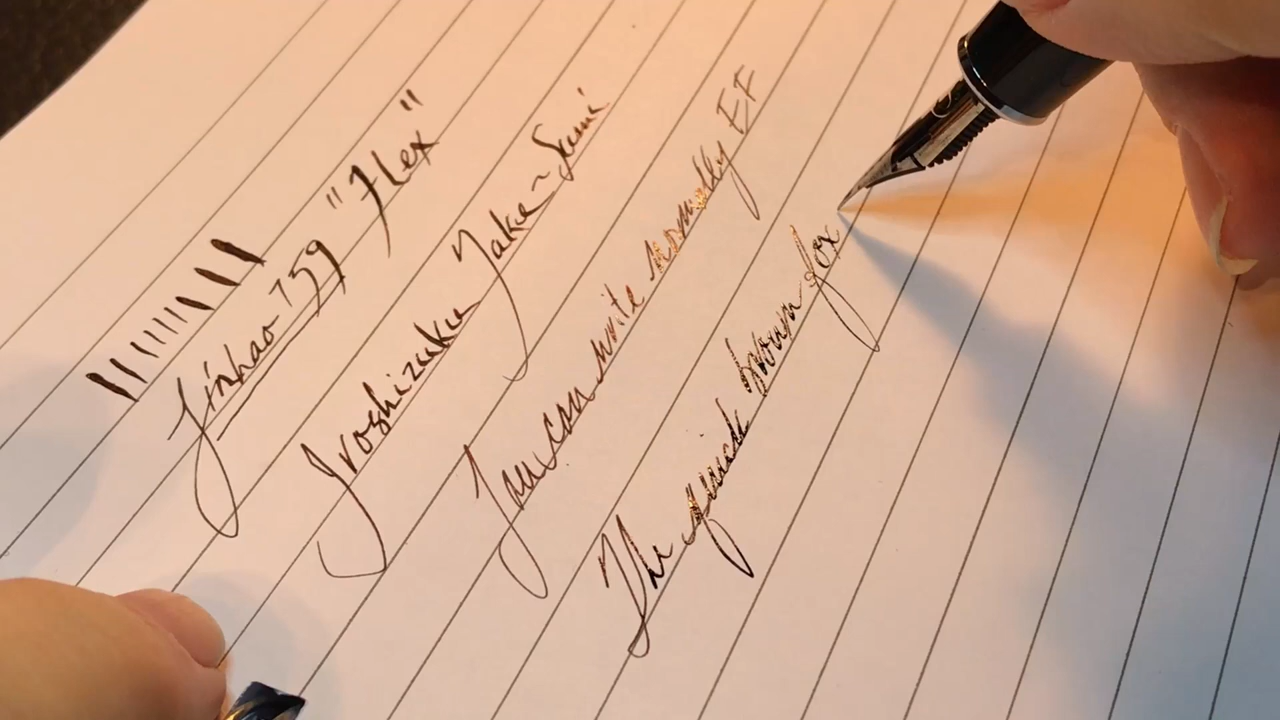 Jinhao-159 "Flex"
Iroshizuku Take-Sumi
You can write normally EF
The quick brown fox